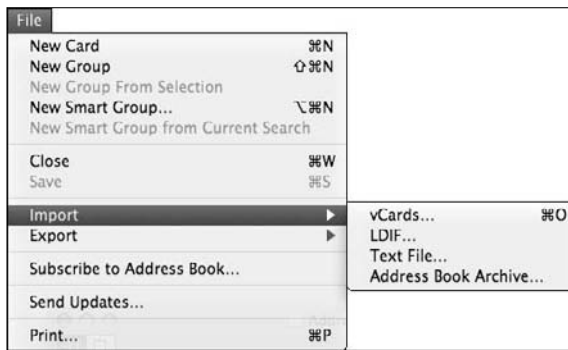 File
New Card ⌘N
New Group ⇧⌘N
New Group From Selection
New Smart Group... ⌥⌘N
New Smart Group from Current Search
Close ⌘W
Save ⌘S
Import ▶
Export ▶
Subscribe to Address Book...
Send Updates...
Print... ⌘P
vCards... ⌘O
LDIF...
Text File...
Address Book Archive...